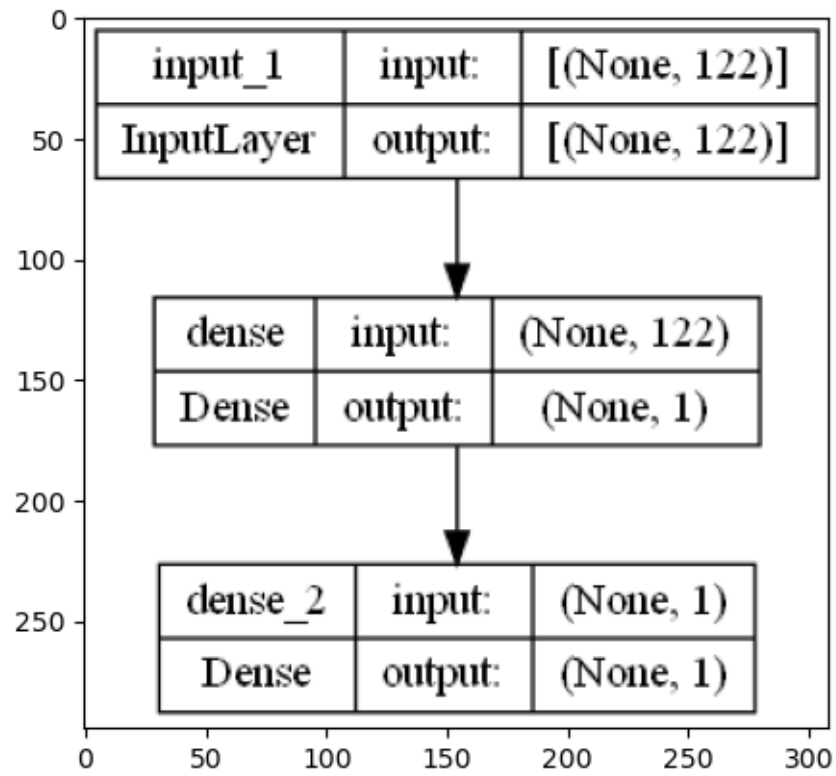 0
input_1 input: [(None, 122)]
50
InputLayer output: [(None, 122)]
100
dense input: (None, 122)
150
Dense output: (None, 1)
200
dense_2 input: (None, 1)
250
Dense output: (None, 1)
0 50 100 150 200 250 300